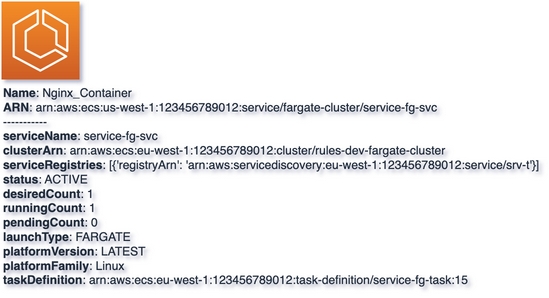 Name: Nginx_Container
ARN: arn:aws:ecs:us-west-1:123456789012:service/fargate-cluster/service-fg-svc
-----------
serviceName: service-fg-svc
clusterArn: arn:aws:ecs:eu-west-1:123456789012:cluster/rules-dev-fargate-cluster
serviceRegistries: [{'registryArn': 'arn:aws:servicediscovery:eu-west-1:123456789012:service/srv-t'}]
status: ACTIVE
desiredCount: 1
runningCount: 1
pendingCount: 0
launchType: FARGATE
platformVersion: LATEST
platformFamily: Linux
taskDefinition: arn:aws:ecs:eu-west-1:123456789012:task-definition/service-fg-task:15